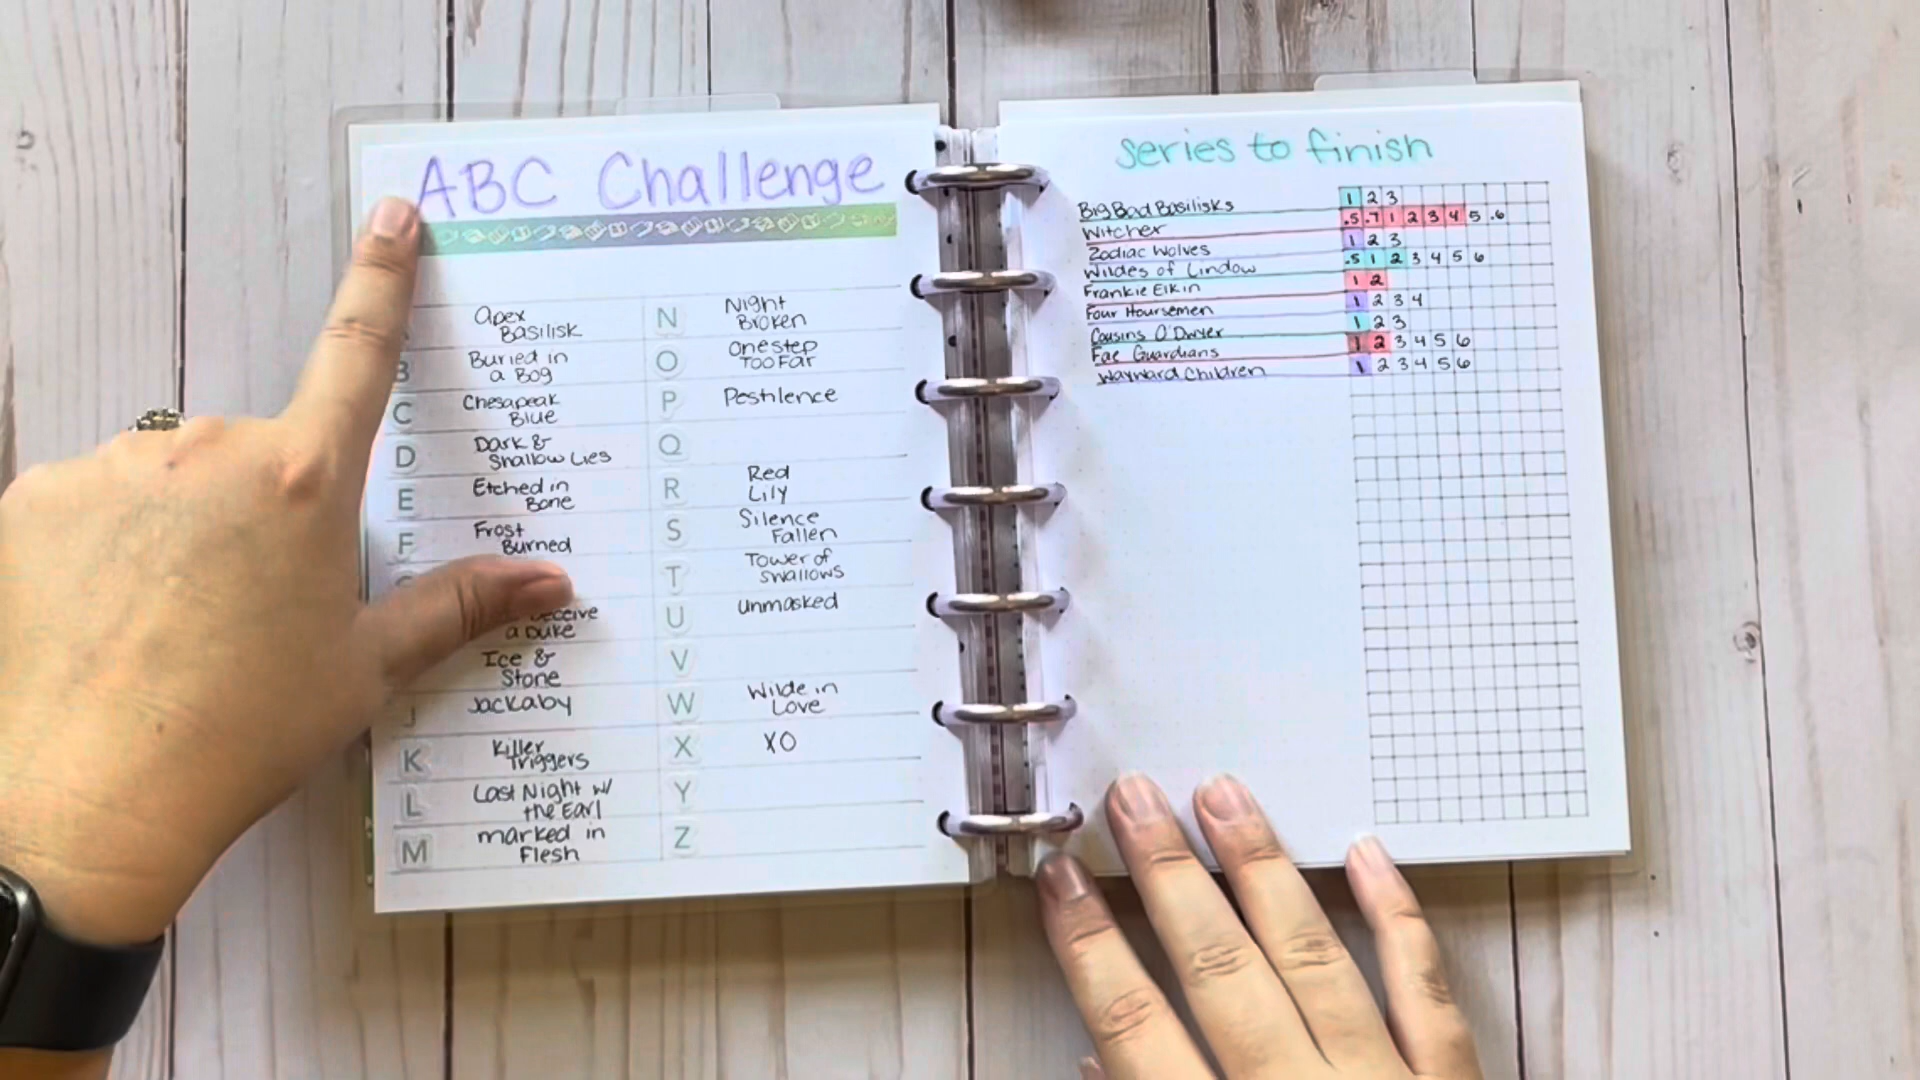 ABC Challenge
Apex
Basilisk
B Buried in
a Bog
C Chesapeak
Blue
D Dark &
Shallow Lies
E Etched in
Bone
F Frost
Burned
Deceive
a Duke
Ice &
Stone
J Jackaby
K Killer
Triggers
L Last Night w/
the Earl
M marked in
Flesh
N Night
Broken
O One step
Too Far
P Pestilence
Q
R Red
Lily
S Silence
Fallen
T Tower of
Swallows
U Unmasked
V
W Wilde in
Love
X XO
Y
Z
series to finish
Big Bad Basilisks 1 2 3
Witcher .5 .7 1 2 3 4 5 .6
Zodiac Wolves 1 2 3
Wildes of Lindow .5 1 2 3 4 5 6
Frankie Elkin 1 2
Four Hoursemen 1 2 3 4
Cousins O'Dwyer 1 2 3
Fae Guardians 1 2 3 4 5 6
Wayward Children 1 2 3 4 5 6